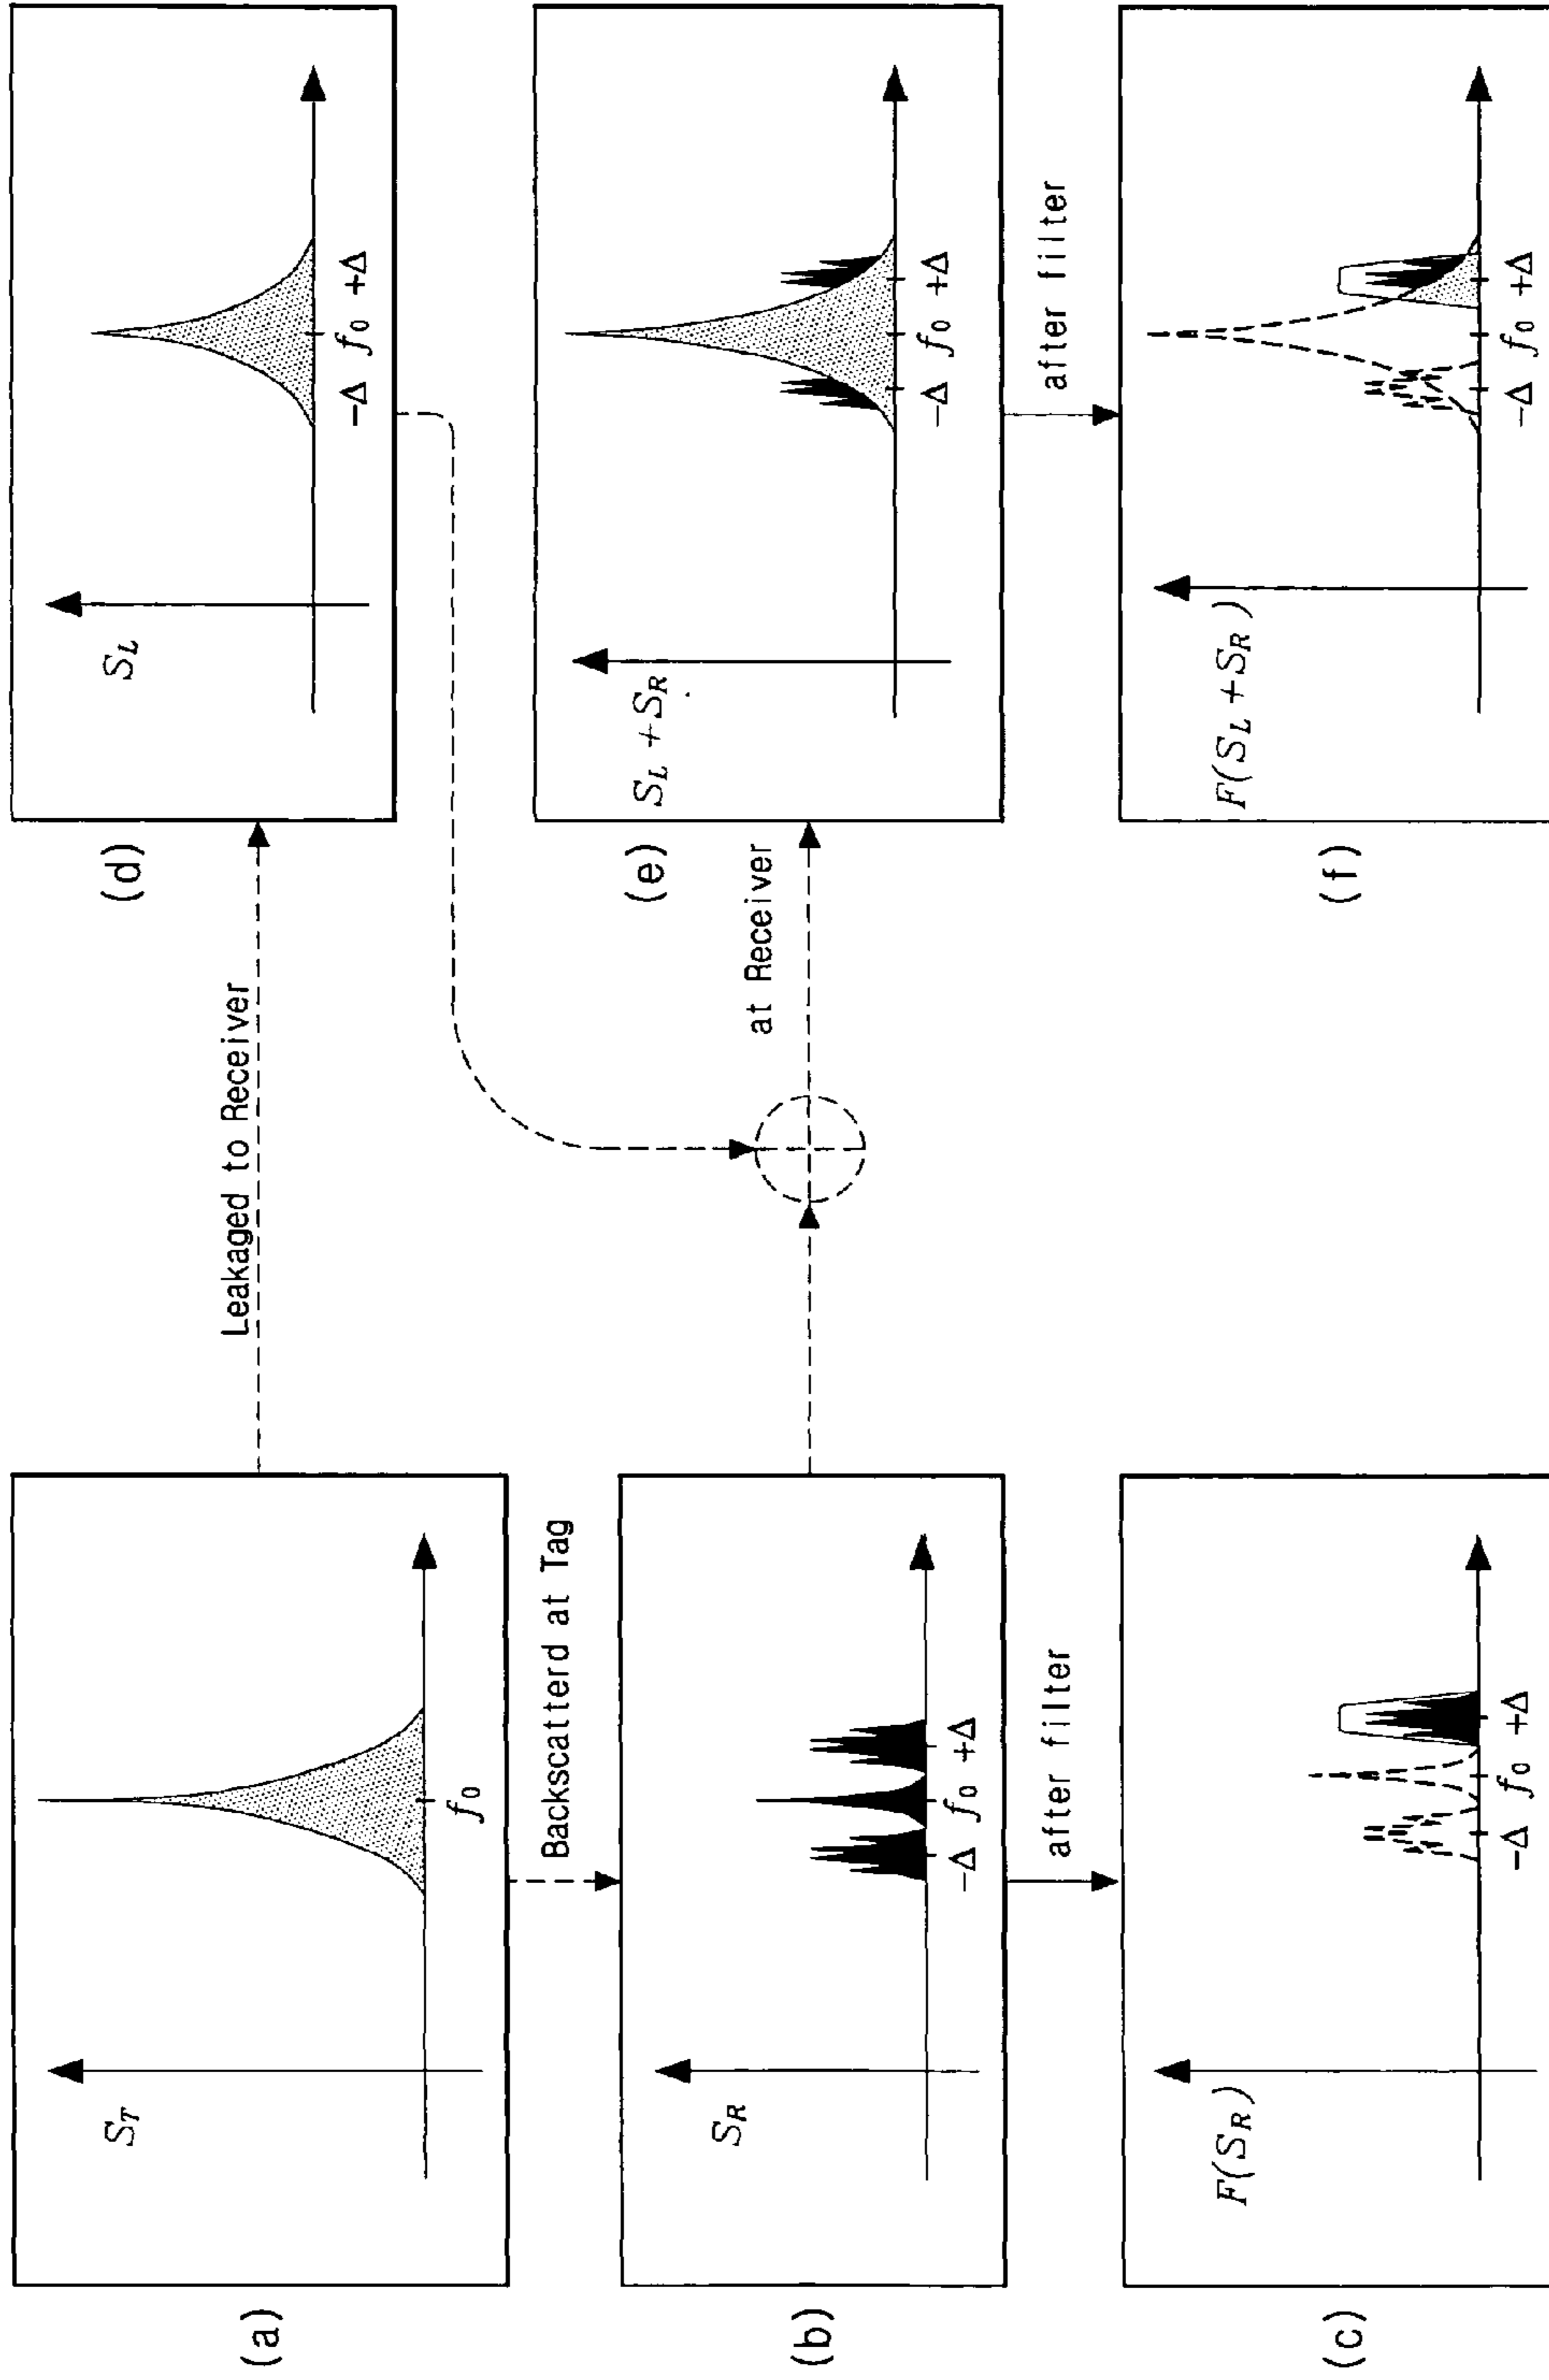 (a)
S_T
f_0
Leakaged to Receiver
(d)
S_L
-Δ f_0 +Δ
Backscatterd at Tag
(b)
S_R
-Δ f_0 +Δ
at Receiver
(e)
S_L +S_R
-Δ f_0 +Δ
after filter
after filter
(c)
F(S_R)
-Δ f_0 +Δ
(f)
F(S_L +S_R)
-Δ f_0 +Δ